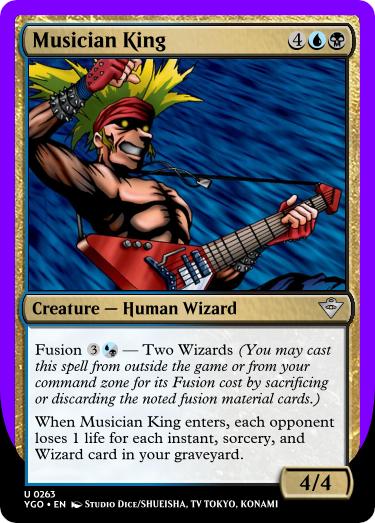 Musician King 4
Creature — Human Wizard
Fusion 3 — Two Wizards (You may cast
this spell from outside the game or from your
command zone for its Fusion cost by sacrificing
or discarding the noted fusion material cards.)
When Musician King enters, each opponent
loses 1 life for each instant, sorcery, and
Wizard card in your graveyard.
4/4
U 0263
YGO • EN Studio Dice/SHUEISHA, TV TOKYO, KONAMI